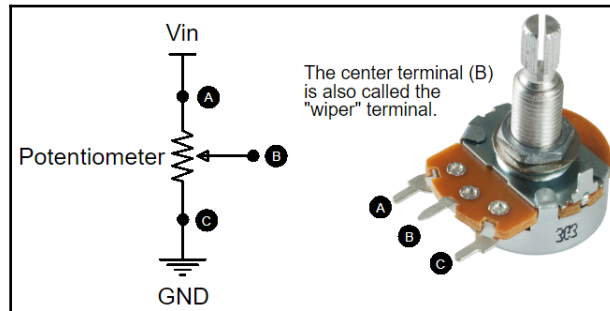 Vin
A
Potentiometer
B
C
GND
The center terminal (B)
is also called the
"wiper" terminal.
A
B
C
303